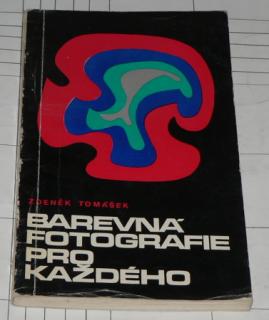 ZDENĚK TOMÁŠEK
BAREVNÁ
FOTOGRAFIE
PRO
KAŽDÉHO